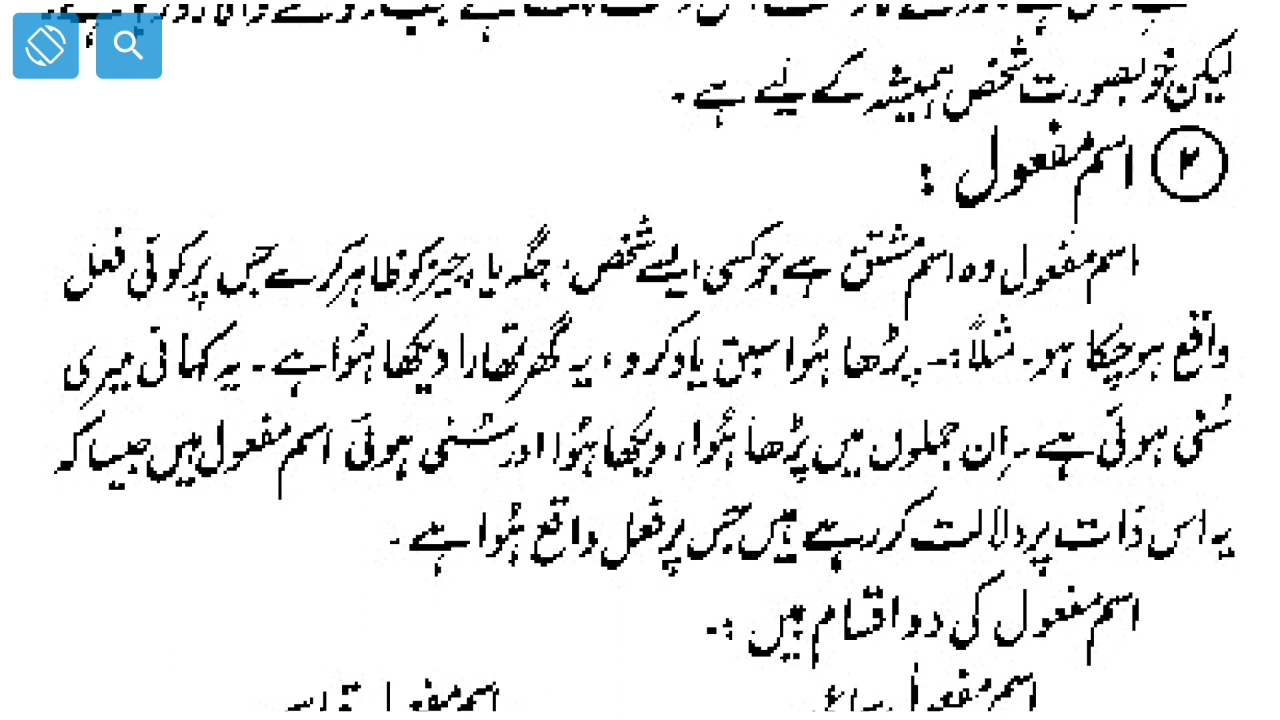 لیکن خوبصورت شخص ہمیشہ کے لیے ہے۔
۲ اسم مفعول :
اسم مفعول وہ اسم مشتق ہے جو کسی ایسے شخص، جگہ یا چیز کو ظاہر کرے جس پر کوئی فعل
واقع ہو چکا ہو۔ مثلاً:۔ پڑھا ہُوا سبق یاد کرو ، یہ گھر تمھارا دیکھا ہُوا ہے۔ یہ کہانی میری
سُنی ہوئی ہے۔ اِن جملوں میں پڑھا ہُوا، دیکھا ہُوا اور سُنی ہوئی اسم مفعول ہیں جیسا کہ
یہ اس ذات پر دلالت کر رہے ہیں جس پر فعل واقع ہُوا ہے۔
اسم مفعول کی دو اقسام ہیں :۔
اسم مفعول اسم مفعول